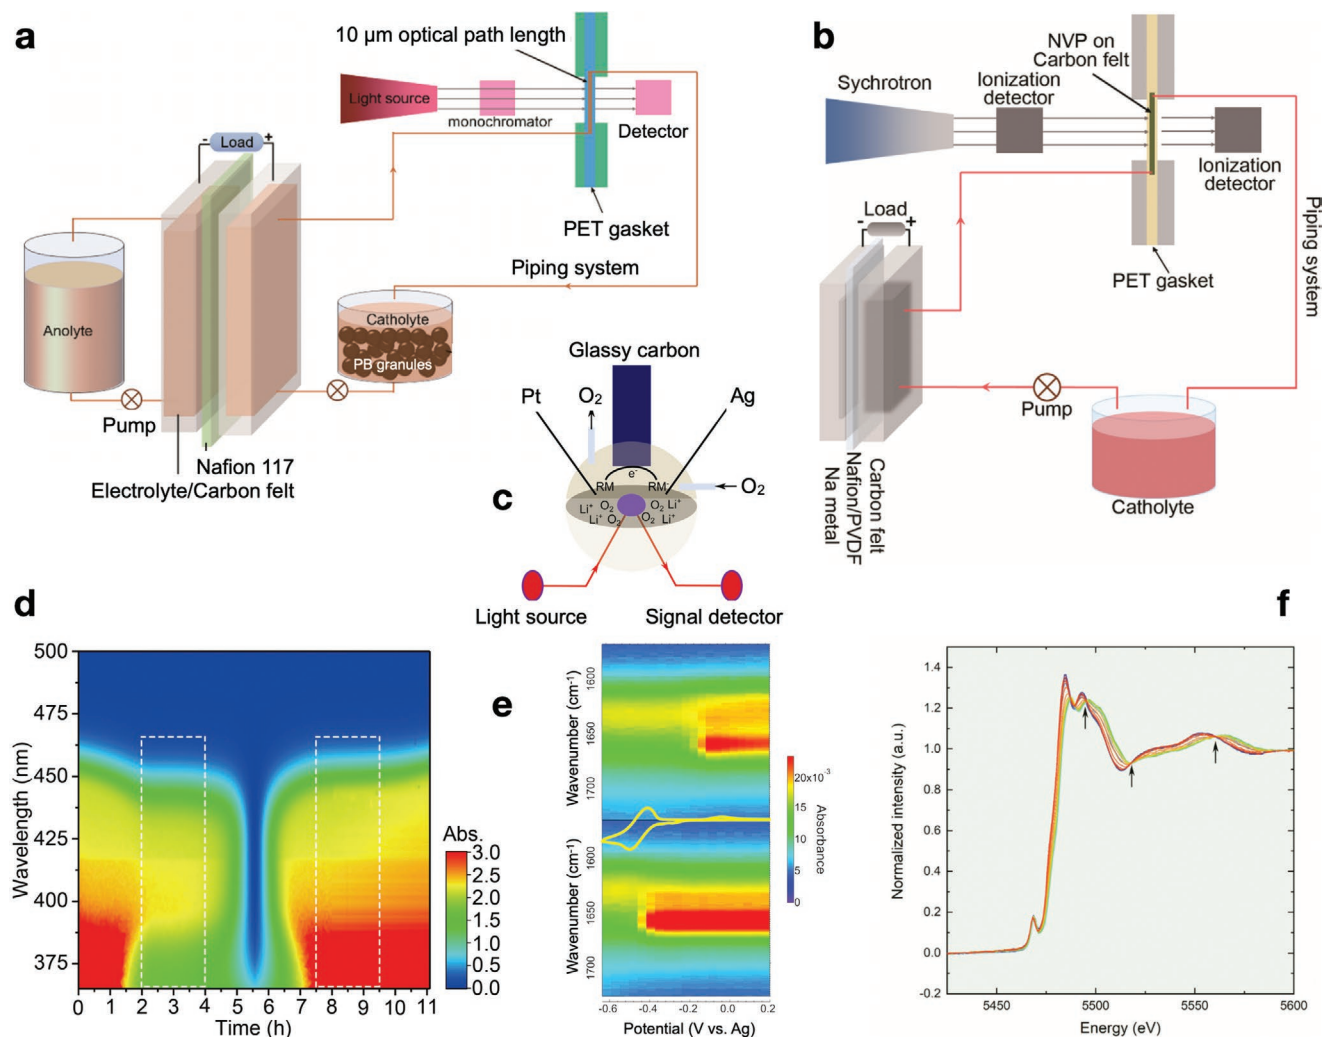 a
10 µm optical path length
Light source
monochromator
Detector
- Load +
PET gasket
Piping system
Anolyte
Catholyte
PB granules
Pump
Nafion 117
Electrolyte/Carbon felt
b
NVP on
Carbon felt
Sychrotron
Ionization
detector
Ionization
detector
Load
- +
PET gasket
Piping system
Pump
Catholyte
Carbon felt
Nafion/PVDF
Na metal
c
Glassy carbon
Pt
O2
Ag
e-
RM
RM
O2
Li+ O2 O2 Li+
Li+ O2 O2 Li+
Light source
Signal detector
d
Wavelength (nm)
500
475
450
425
400
375
0 1 2 3 4 5 6 7 8 9 10 11
Time (h)
Abs.
3.0
2.5
2.0
1.5
1.0
0.5
0.0
e
Wavenumber (cm-1)
1600
1650
1700
Wavenumber (cm-1)
1600
1650
1700
-0.6 -0.4 -0.2 0.0 0.2
Potential (V vs. Ag)
20x10-3
15
10
5
0
Absorbance
f
Normalized intensity (a.u.)
1.4
1.2
1.0
0.8
0.6
0.4
0.2
0.0
-0.2
5450 5500 5550 5600
Energy (eV)